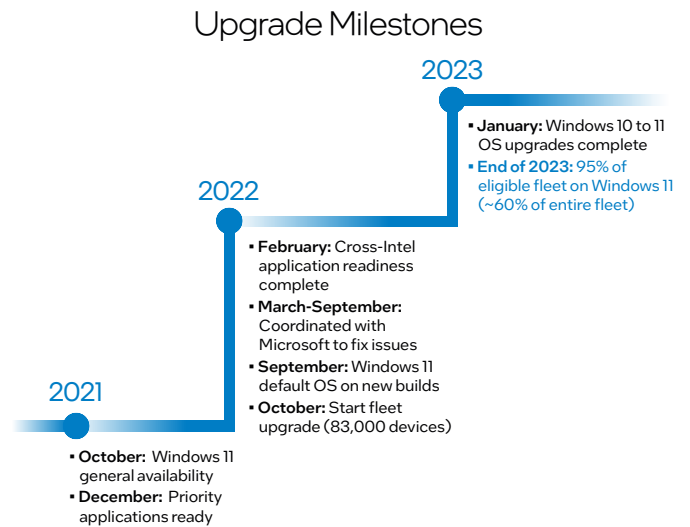 Upgrade Milestones
2021
▪ October: Windows 11
general availability
▪ December: Priority
applications ready
2022
▪ February: Cross-Intel
application readiness
complete
▪ March-September:
Coordinated with
Microsoft to fix issues
▪ September: Windows 11
default OS on new builds
▪ October: Start fleet
upgrade (83,000 devices)
2023
▪ January: Windows 10 to 11
OS upgrades complete
▪ End of 2023: 95% of
eligible fleet on Windows 11
(~60% of entire fleet)